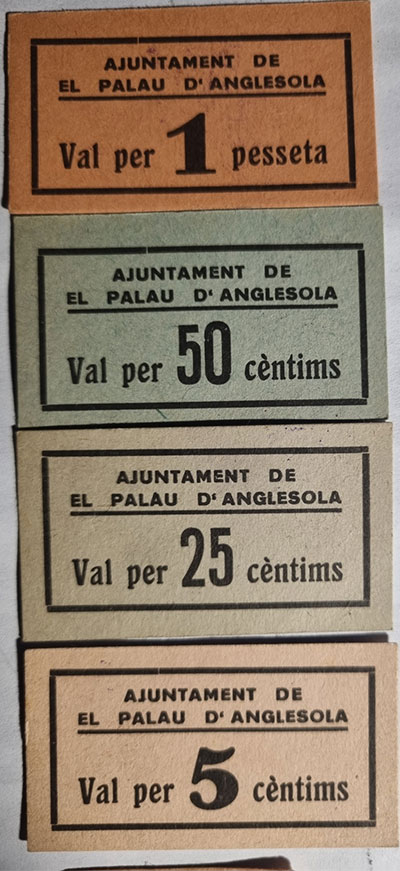 AJUNTAMENT DE
EL PALAU D' ANGLESOLA
Val per 1 pesseta
AJUNTAMENT DE
EL PALAU D' ANGLESOLA
Val per 50 cèntims
AJUNTAMENT DE
EL PALAU D' ANGLESOLA
Val per 25 cèntims
AJUNTAMENT DE
EL PALAU D' ANGLESOLA
Val per 5 cèntims